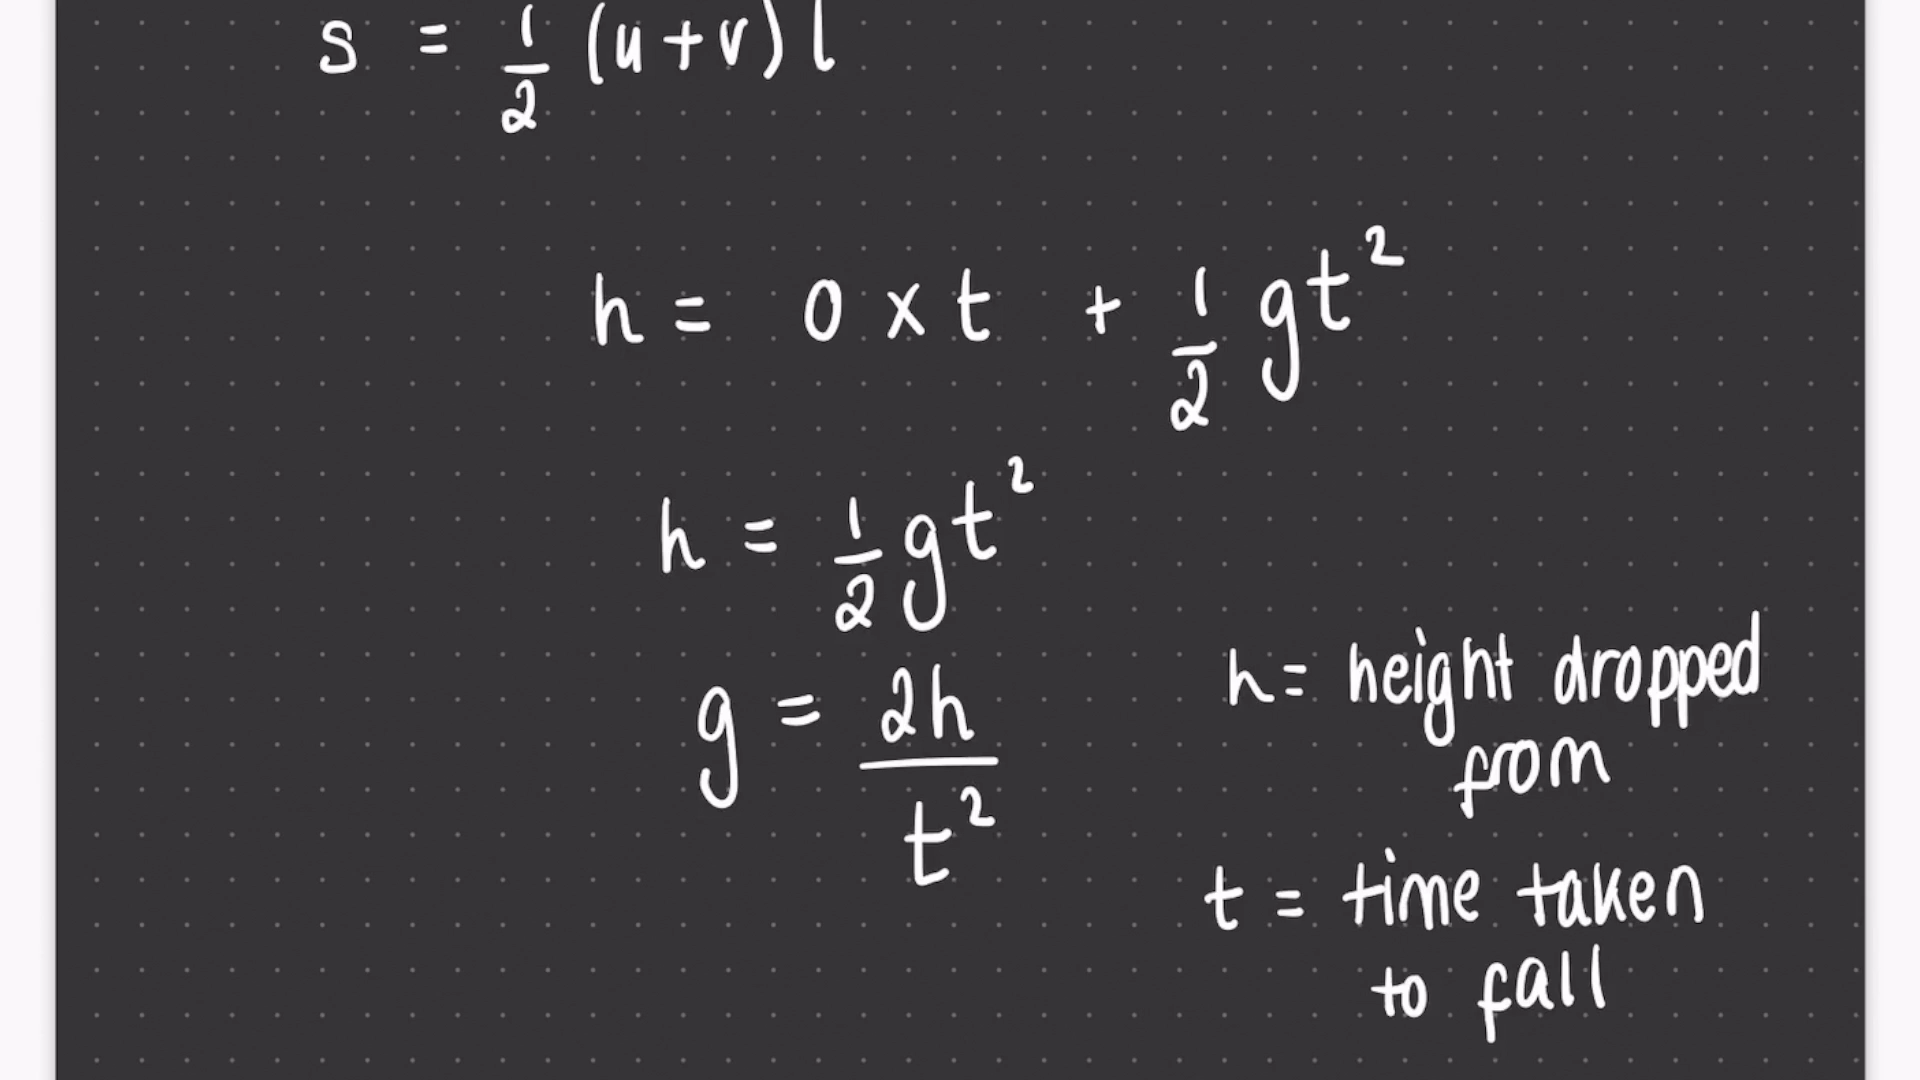 s = 1/2 (u+v) t
h = 0 × t + 1/2 gt²
h = 1/2 gt²
g = 2h/t²
h = height dropped
from
t = time taken
to fall